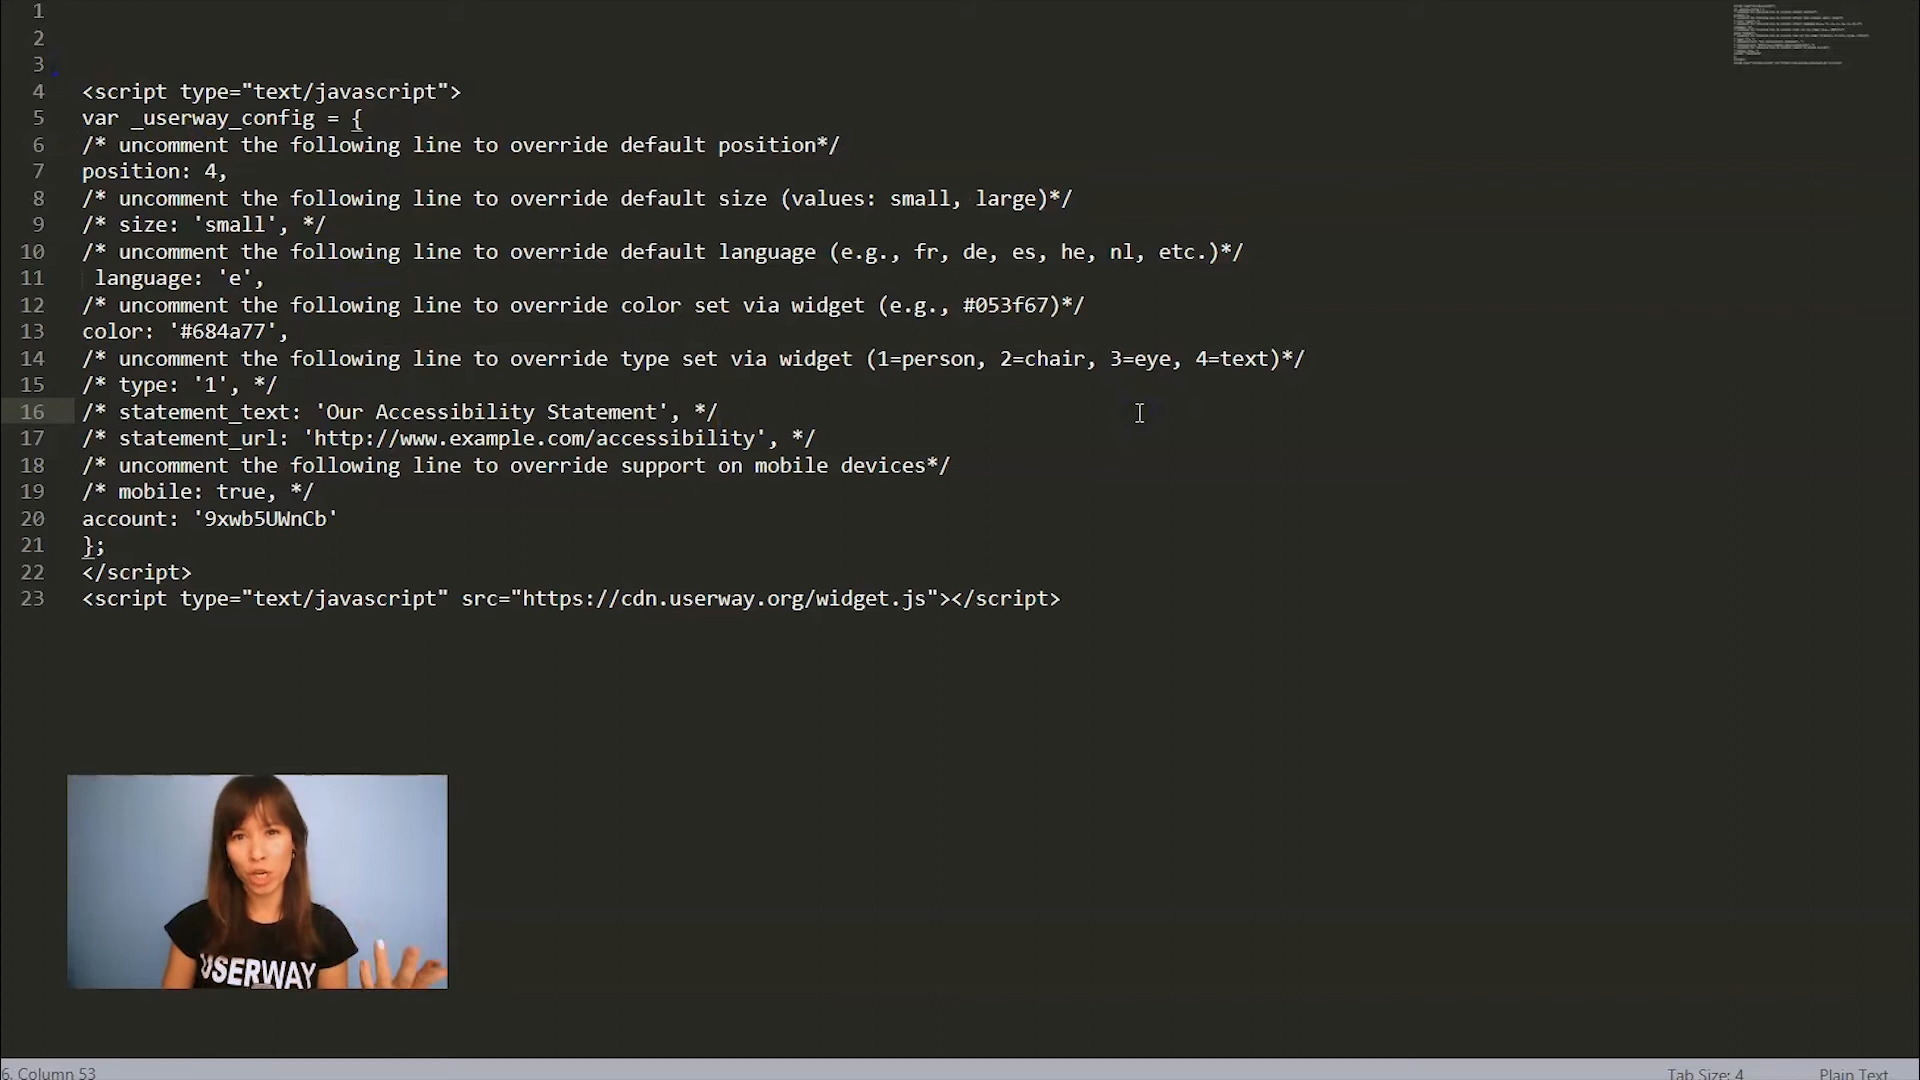 1
2
3
4 <script type="text/javascript">
5 var _userway_config = {
6 /* uncomment the following line to override default position*/
7 position: 4,
8 /* uncomment the following line to override default size (values: small, large)*/
9 /* size: 'small', */
10 /* uncomment the following line to override default language (e.g., fr, de, es, he, nl, etc.)*/
11  language: 'e',
12 /* uncomment the following line to override color set via widget (e.g., #053f67)*/
13 color: '#684a77',
14 /* uncomment the following line to override type set via widget (1=person, 2=chair, 3=eye, 4=text)*/
15 /* type: '1', */
16 /* statement_text: 'Our Accessibility Statement', */
17 /* statement_url: 'http://www.example.com/accessibility', */
18 /* uncomment the following line to override support on mobile devices*/
19 /* mobile: true, */
20 account: '9xwb5UWnCb'
21 };
22 </script>
23 <script type="text/javascript" src="https://cdn.userway.org/widget.js"></script>
USERWAY
6, Column 53
Tab Size: 4
Plain Text